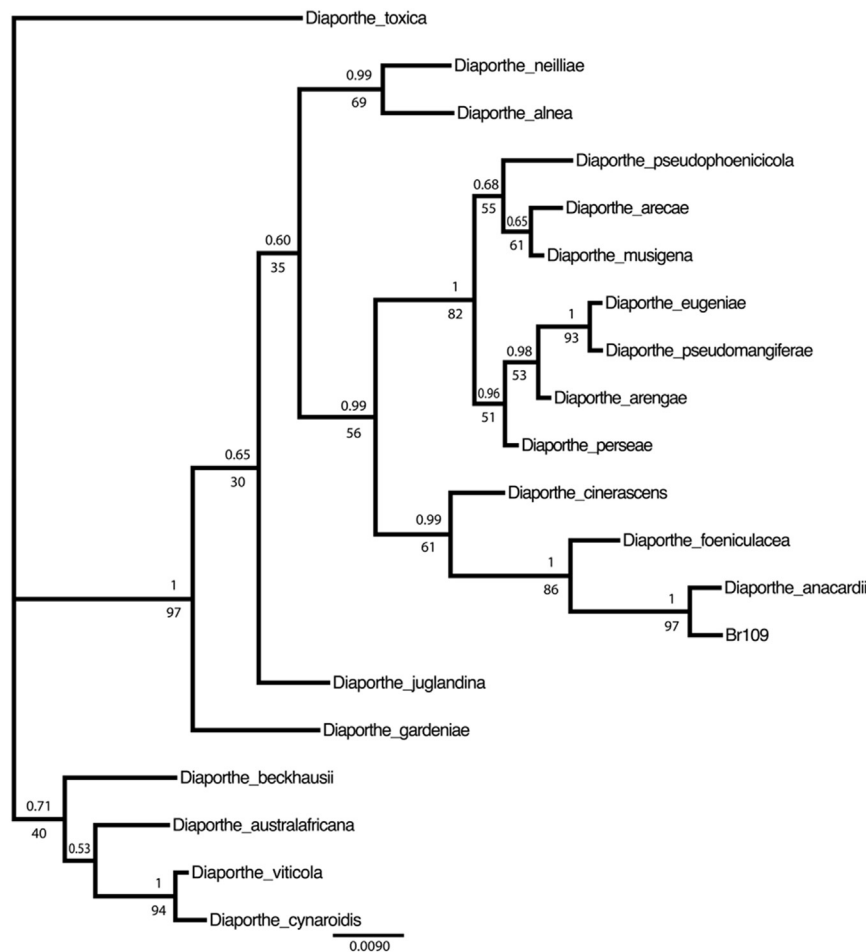 Diaporthe_toxica
0.99
Diaporthe_neilliae
69
Diaporthe_alnea
Diaporthe_pseudophoenicicola
0.68
55
Diaporthe_arecae
0.65
61
Diaporthe_musigena
0.60
35
1
82
Diaporthe_eugeniae
1
93
Diaporthe_pseudomangiferae
0.98
53
0.96
51
Diaporthe_arengae
0.99
56
Diaporthe_perseae
0.65
30
Diaporthe_cinerascens
0.99
61
Diaporthe_foeniculacea
1
86
Diaporthe_anacardii
1
97
Br109
1
97
Diaporthe_juglandina
Diaporthe_gardeniae
Diaporthe_beckhausii
0.71
40
Diaporthe_australafricana
0.53
Diaporthe_viticola
1
94
Diaporthe_cynaroidis
0.0090